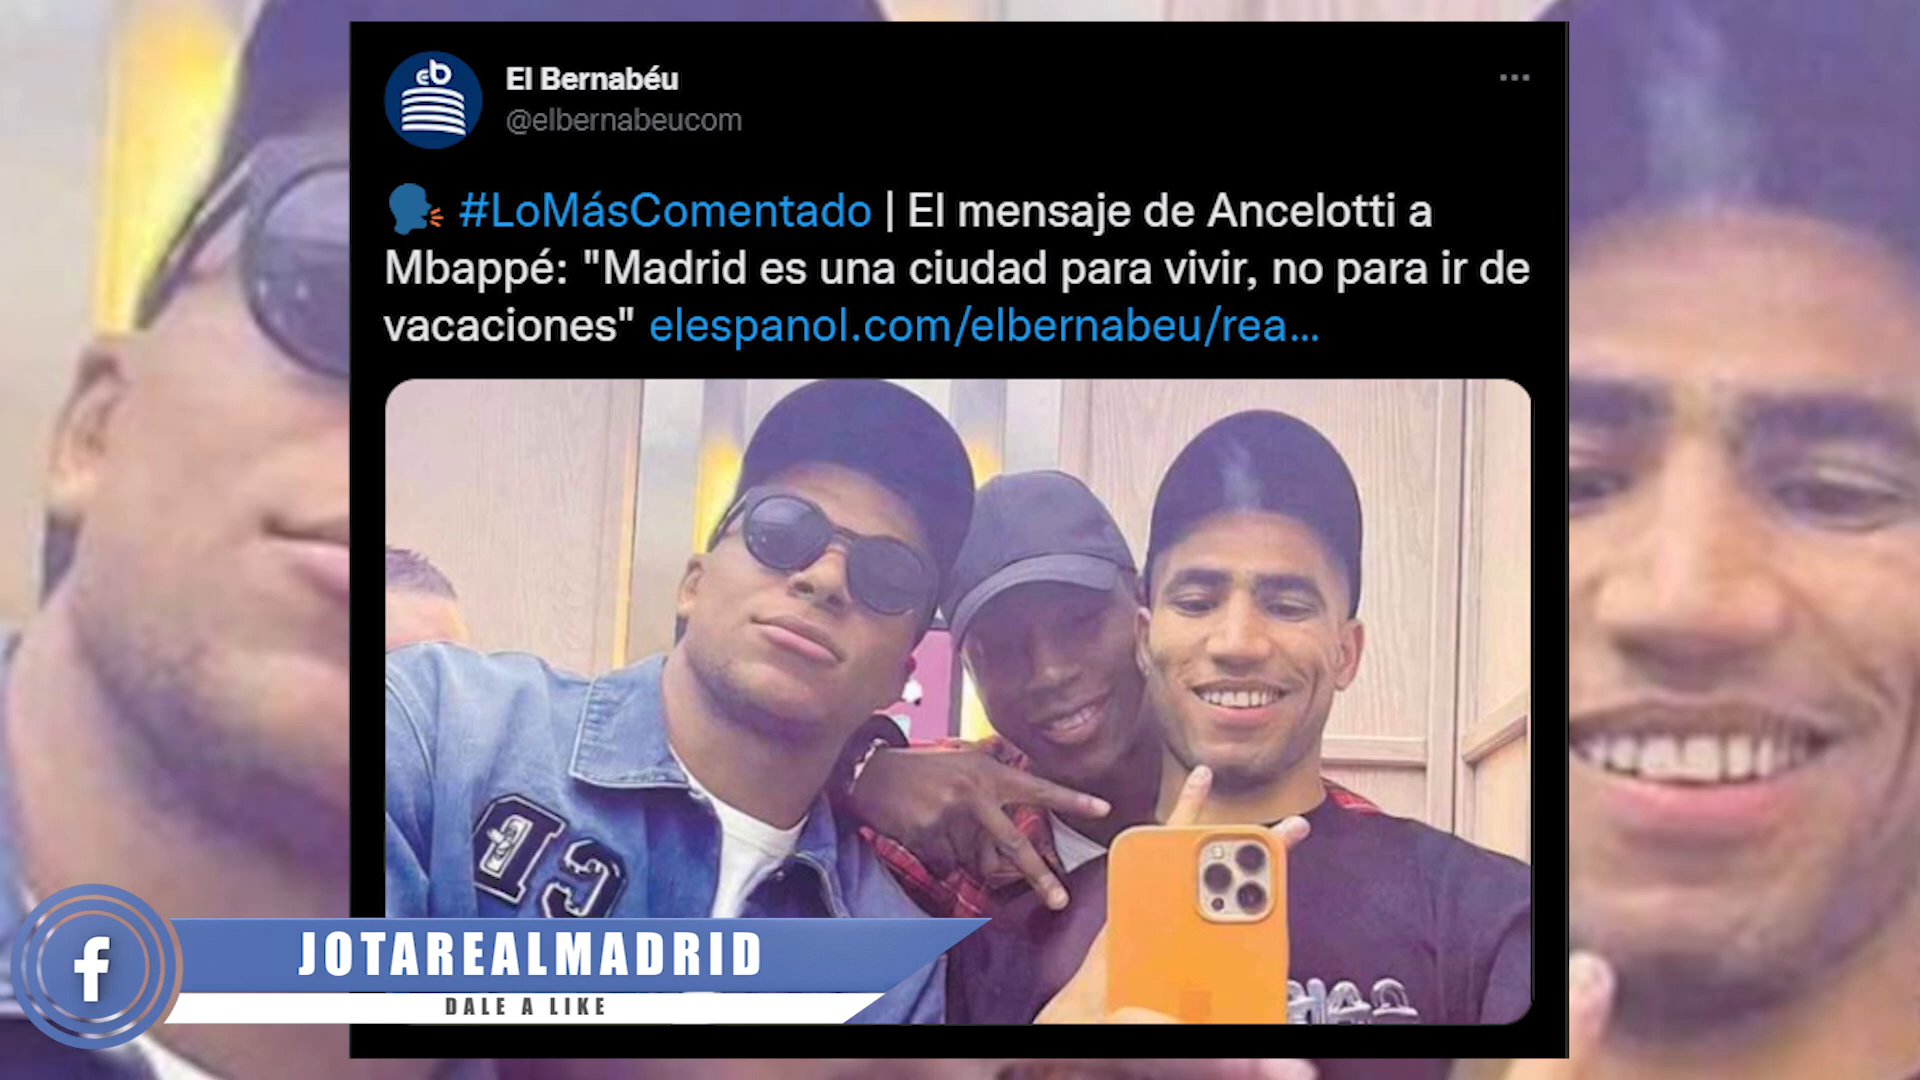 El Bernabéu
@elbernabeucom
#LoMásComentado | El mensaje de Ancelotti a
Mbappé: "Madrid es una ciudad para vivir, no para ir de
vacaciones" elespanol.com/elbernabeu/rea...
JOTAREALMADRID
DALE A LIKE